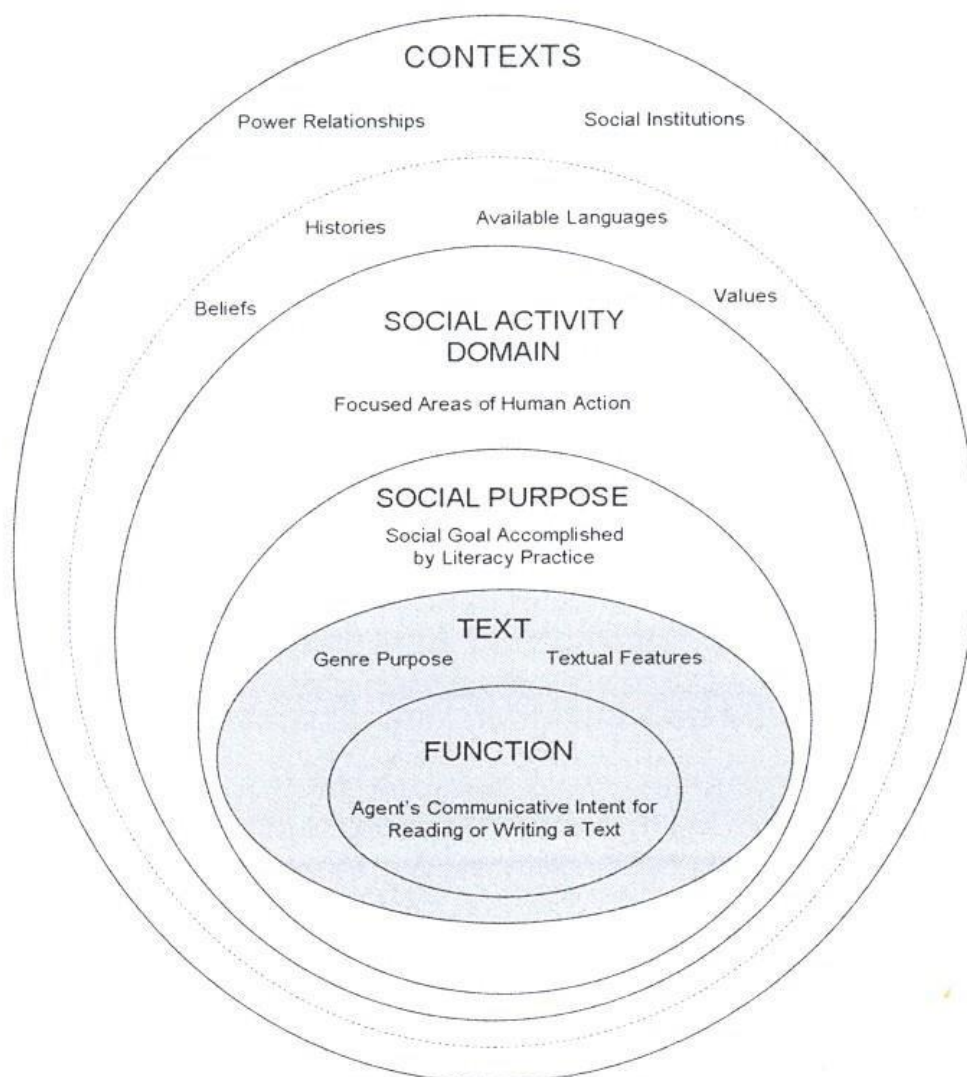 CONTEXTS
Power Relationships
Social Institutions
Histories
Available Languages
Beliefs
Values
SOCIAL ACTIVITY
DOMAIN
Focused Areas of Human Action
SOCIAL PURPOSE
Social Goal Accomplished
by Literacy Practice
TEXT
Genre Purpose
Textual Features
FUNCTION
Agent's Communicative Intent for
Reading or Writing a Text